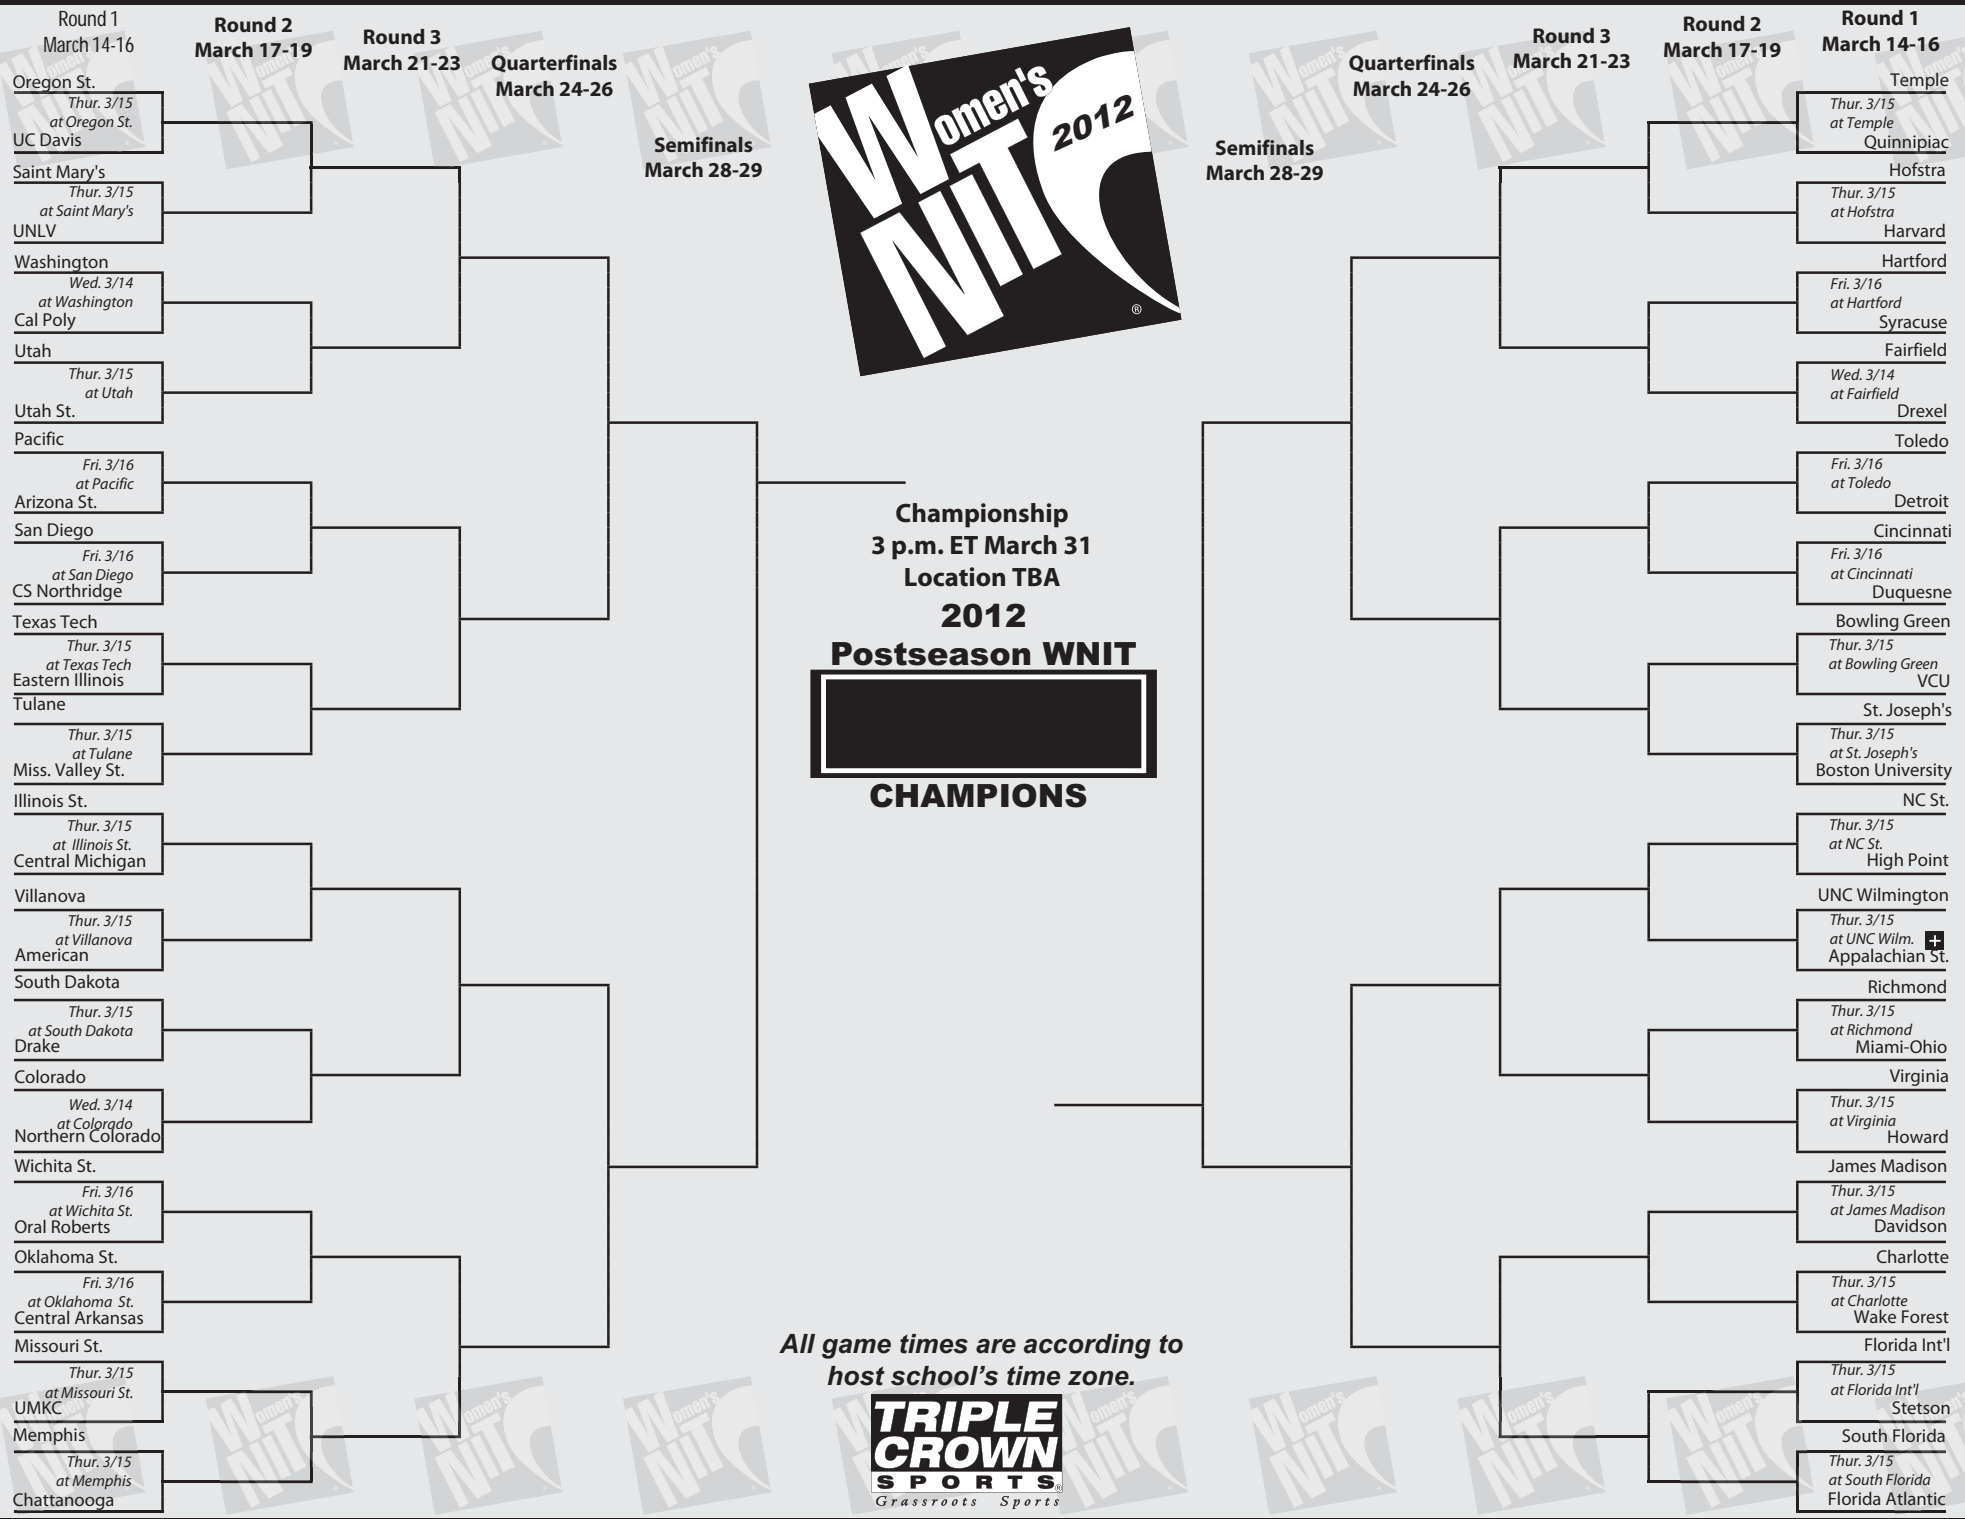 Round 1
March 14-16
Round 2
March 17-19
Round 3
March 21-23
Quarterfinals
March 24-26
Semifinals
March 28-29
Women's
NIT
2012
®
Semifinals
March 28-29
Quarterfinals
March 24-26
Round 3
March 21-23
Round 2
March 17-19
Round 1
March 14-16
Oregon St.
Thur. 3/15
at Oregon St.
UC Davis
Saint Mary's
Thur. 3/15
at Saint Mary's
UNLV
Washington
Wed. 3/14
at Washington
Cal Poly
Utah
Thur. 3/15
at Utah
Utah St.
Pacific
Fri. 3/16
at Pacific
Arizona St.
San Diego
Fri. 3/16
at San Diego
CS Northridge
Texas Tech
Thur. 3/15
at Texas Tech
Eastern Illinois
Tulane
Thur. 3/15
at Tulane
Miss. Valley St.
Illinois St.
Thur. 3/15
at Illinois St.
Central Michigan
Villanova
Thur. 3/15
at Villanova
American
South Dakota
Thur. 3/15
at South Dakota
Drake
Colorado
Wed. 3/14
at Colorado
Northern Colorado
Wichita St.
Fri. 3/16
at Wichita St.
Oral Roberts
Oklahoma St.
Fri. 3/16
at Oklahoma St.
Central Arkansas
Missouri St.
Thur. 3/15
at Missouri St.
UMKC
Memphis
Thur. 3/15
at Memphis
Chattanooga
Championship
3 p.m. ET March 31
Location TBA
2012
Postseason WNIT
CHAMPIONS
All game times are according to
host school's time zone.
TRIPLE
CROWN
SPORTS®
Grassroots Sports
Temple
Thur. 3/15
at Temple
Quinnipiac
Hofstra
Thur. 3/15
at Hofstra
Harvard
Hartford
Fri. 3/16
at Hartford
Syracuse
Fairfield
Wed. 3/14
at Fairfield
Drexel
Toledo
Fri. 3/16
at Toledo
Detroit
Cincinnati
Fri. 3/16
at Cincinnati
Duquesne
Bowling Green
Thur. 3/15
at Bowling Green
VCU
St. Joseph's
Thur. 3/15
at St. Joseph's
Boston University
NC St.
Thur. 3/15
at NC St.
High Point
UNC Wilmington
Thur. 3/15
at UNC Wilm.
Appalachian St.
Richmond
Thur. 3/15
at Richmond
Miami-Ohio
Virginia
Thur. 3/15
at Virginia
Howard
James Madison
Thur. 3/15
at James Madison
Davidson
Charlotte
Thur. 3/15
at Charlotte
Wake Forest
Florida Int'l
Thur. 3/15
at Florida Int'l
Stetson
South Florida
Thur. 3/15
at South Florida
Florida Atlantic